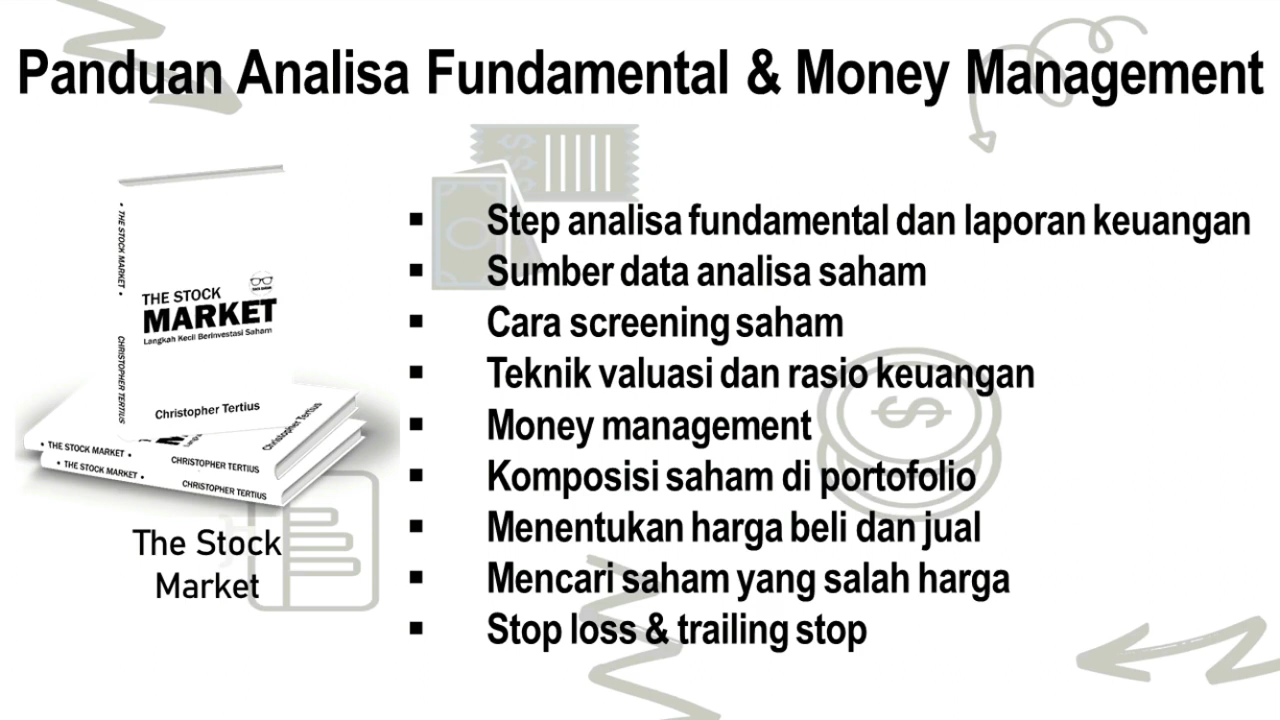 Panduan Analisa Fundamental & Money Management
• THE STOCK MARKET •
CHRISTOPHER TERTIUS
THE STOCK
MARKET
Langkah Kecil Berinvestasi Saham
Christopher Tertius
Christopher Tertius
• THE STOCK MARKET •
CHRISTOPHER TERTIUS
• THE STOCK MARKET •
CHRISTOPHER TERTIUS
The Stock
Market
▪ Step analisa fundamental dan laporan keuangan
▪ Sumber data analisa saham
▪ Cara screening saham
▪ Teknik valuasi dan rasio keuangan
▪ Money management
▪ Komposisi saham di portofolio
▪ Menentukan harga beli dan jual
▪ Mencari saham yang salah harga
▪ Stop loss & trailing stop